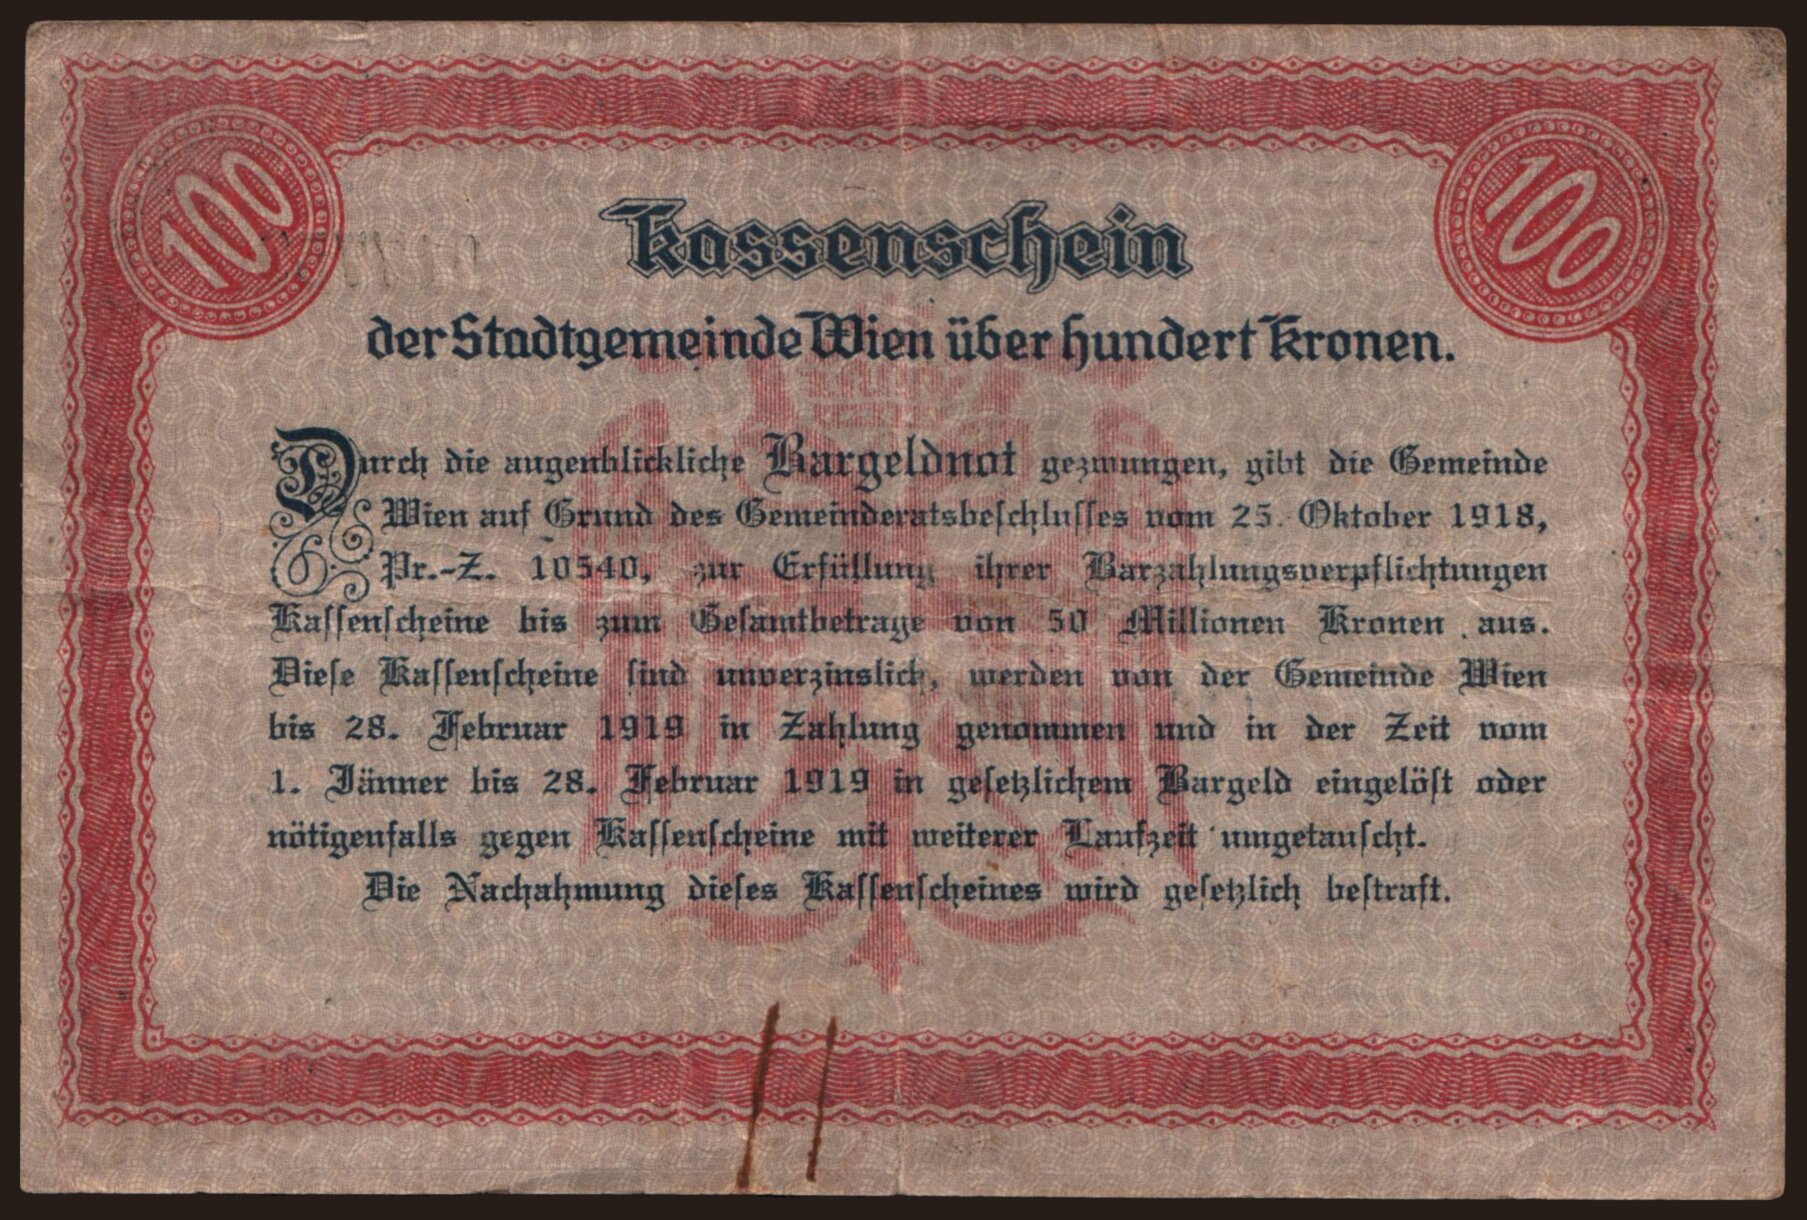 100
100
Kassenschein
der Stadtgemeinde Wien über hundert Kronen.
Durch die augenblickliche Bargeldnot gezwungen, gibt die Gemeinde
Wien auf Grund des Gemeinderatsbeschlusses vom 25. Oktober 1918,
Pr.-Z. 10540, zur Erfüllung ihrer Barzahlungsverpflichtungen
Kassenscheine bis zum Gesamtbetrage von 50 Millionen Kronen aus.
Diese Kassenscheine sind unverzinslich, werden von der Gemeinde Wien
bis 28. Februar 1919 in Zahlung genommen und in der Zeit vom
1. Jänner bis 28. Februar 1919 in gesetzlichem Bargeld eingelöst oder
nötigenfalls gegen Kassenscheine mit weiterer Laufzeit umgetauscht.
Die Nachahmung dieses Kassenscheines wird gesetzlich bestraft.